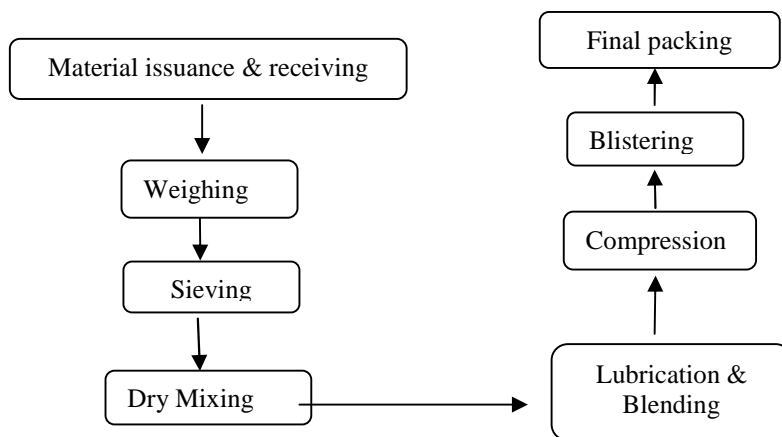 Material issuance & receiving
Weighing
Sieving
Dry Mixing
Lubrication &
Blending
Compression
Blistering
Final packing